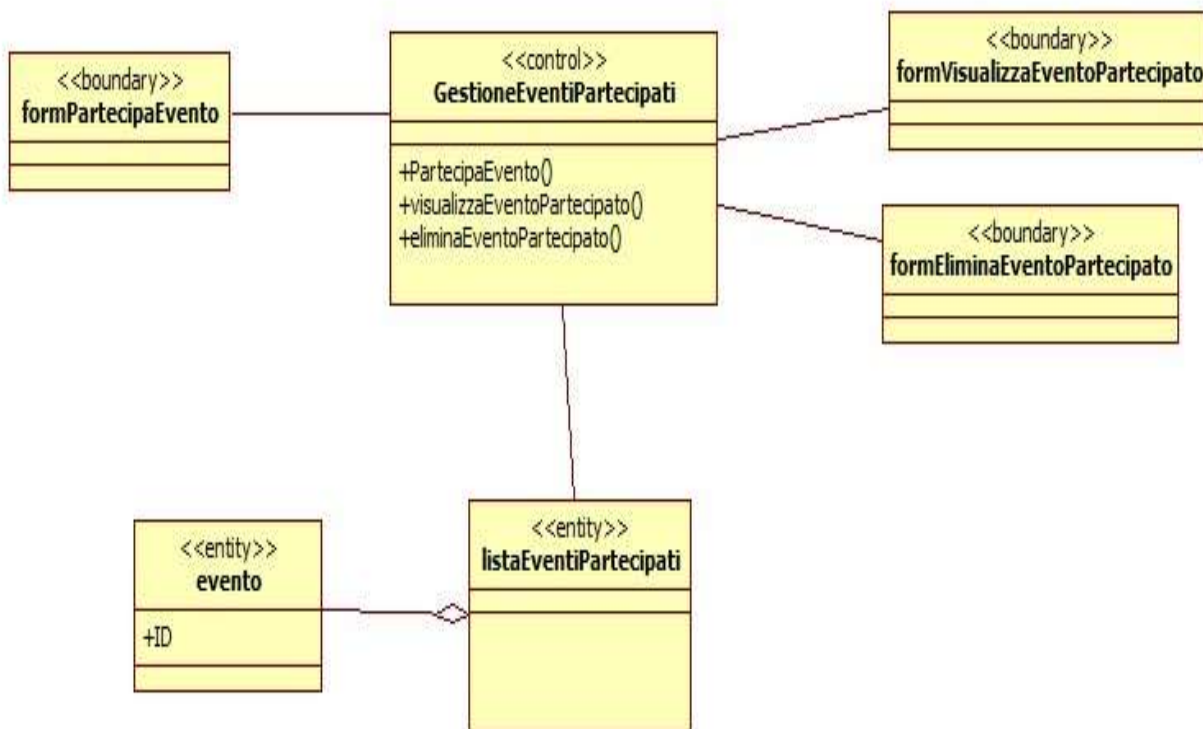 <<boundary>>
formPartecipaEvento
<<control>>
GestioneEventiPartecipati
+PartecipaEvento()
+visualizzaEventoPartecipato()
+eliminaEventoPartecipato()
<<boundary>>
formVisualizzaEventoPartecipato
<<boundary>>
formEliminaEventoPartecipato
<<entity>>
evento
+ID
<<entity>>
listaEventiPartecipati